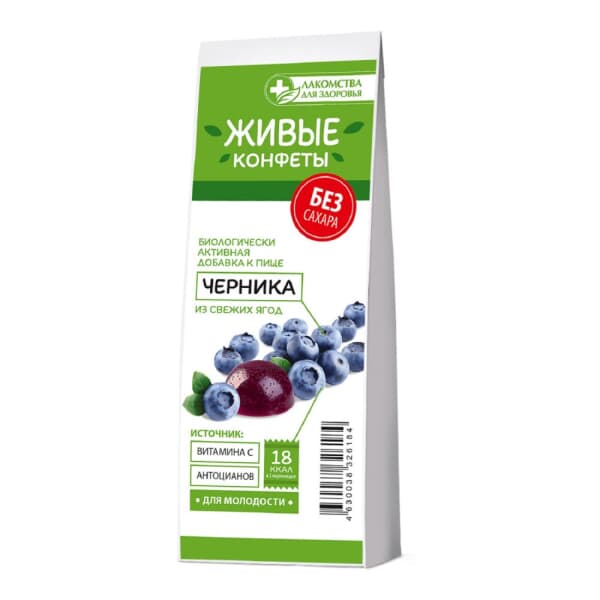 ЛАКОМСТВА
ДЛЯ ЗДОРОВЬЯ
ЖИВЫЕ
КОНФЕТЫ
БЕЗ
САХАРА
БИОЛОГИЧЕСКИ
АКТИВНАЯ
ДОБАВКА К ПИЩЕ
ЧЕРНИКА
ИЗ СВЕЖИХ ЯГОД
ИСТОЧНИК:
ВИТАМИНА С
АНТОЦИАНОВ
18
ККАЛ
• ДЛЯ МОЛОДОСТИ •
4 630038 326184